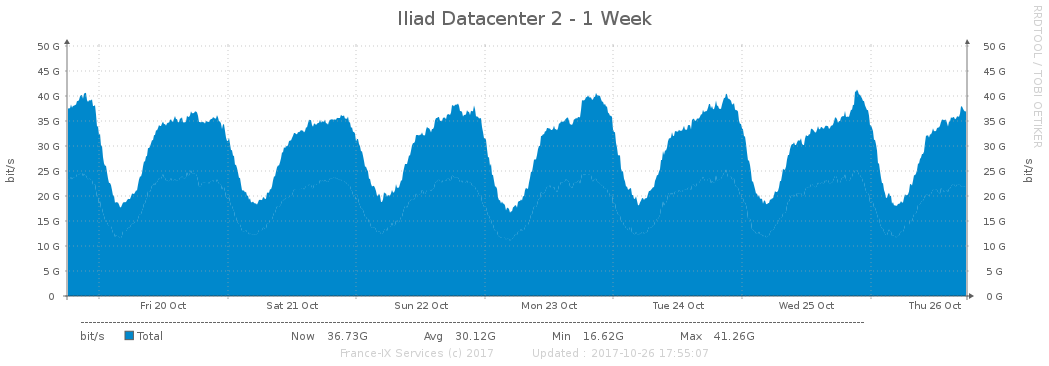 Iliad Datacenter 2 - 1 Week
RRDTOOL / TOBI OETIKER
bit/s
50 G 50 G
45 G 45 G
40 G 40 G
35 G 35 G
30 G 30 G
25 G 25 G
20 G 20 G
15 G 15 G
10 G 10 G
5 G 5 G
0 0 G
bit/s
Fri 20 Oct Sat 21 Oct Sun 22 Oct Mon 23 Oct Tue 24 Oct Wed 25 Oct Thu 26 Oct
bit/s Total Now 36.73G Avg 30.12G Min 16.62G Max 41.26G
France-IX Services (c) 2017 Updated : 2017-10-26 17:55:07